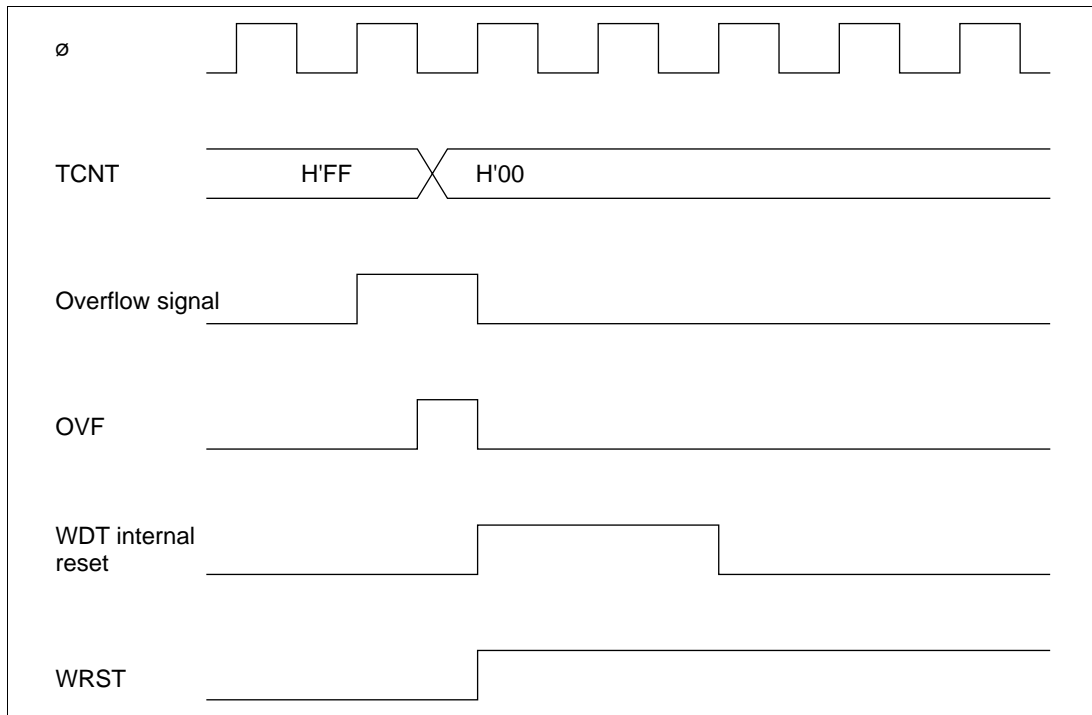 ø
TCNT
H'FF
H'00
Overflow signal
OVF
WDT internal
reset
WRST